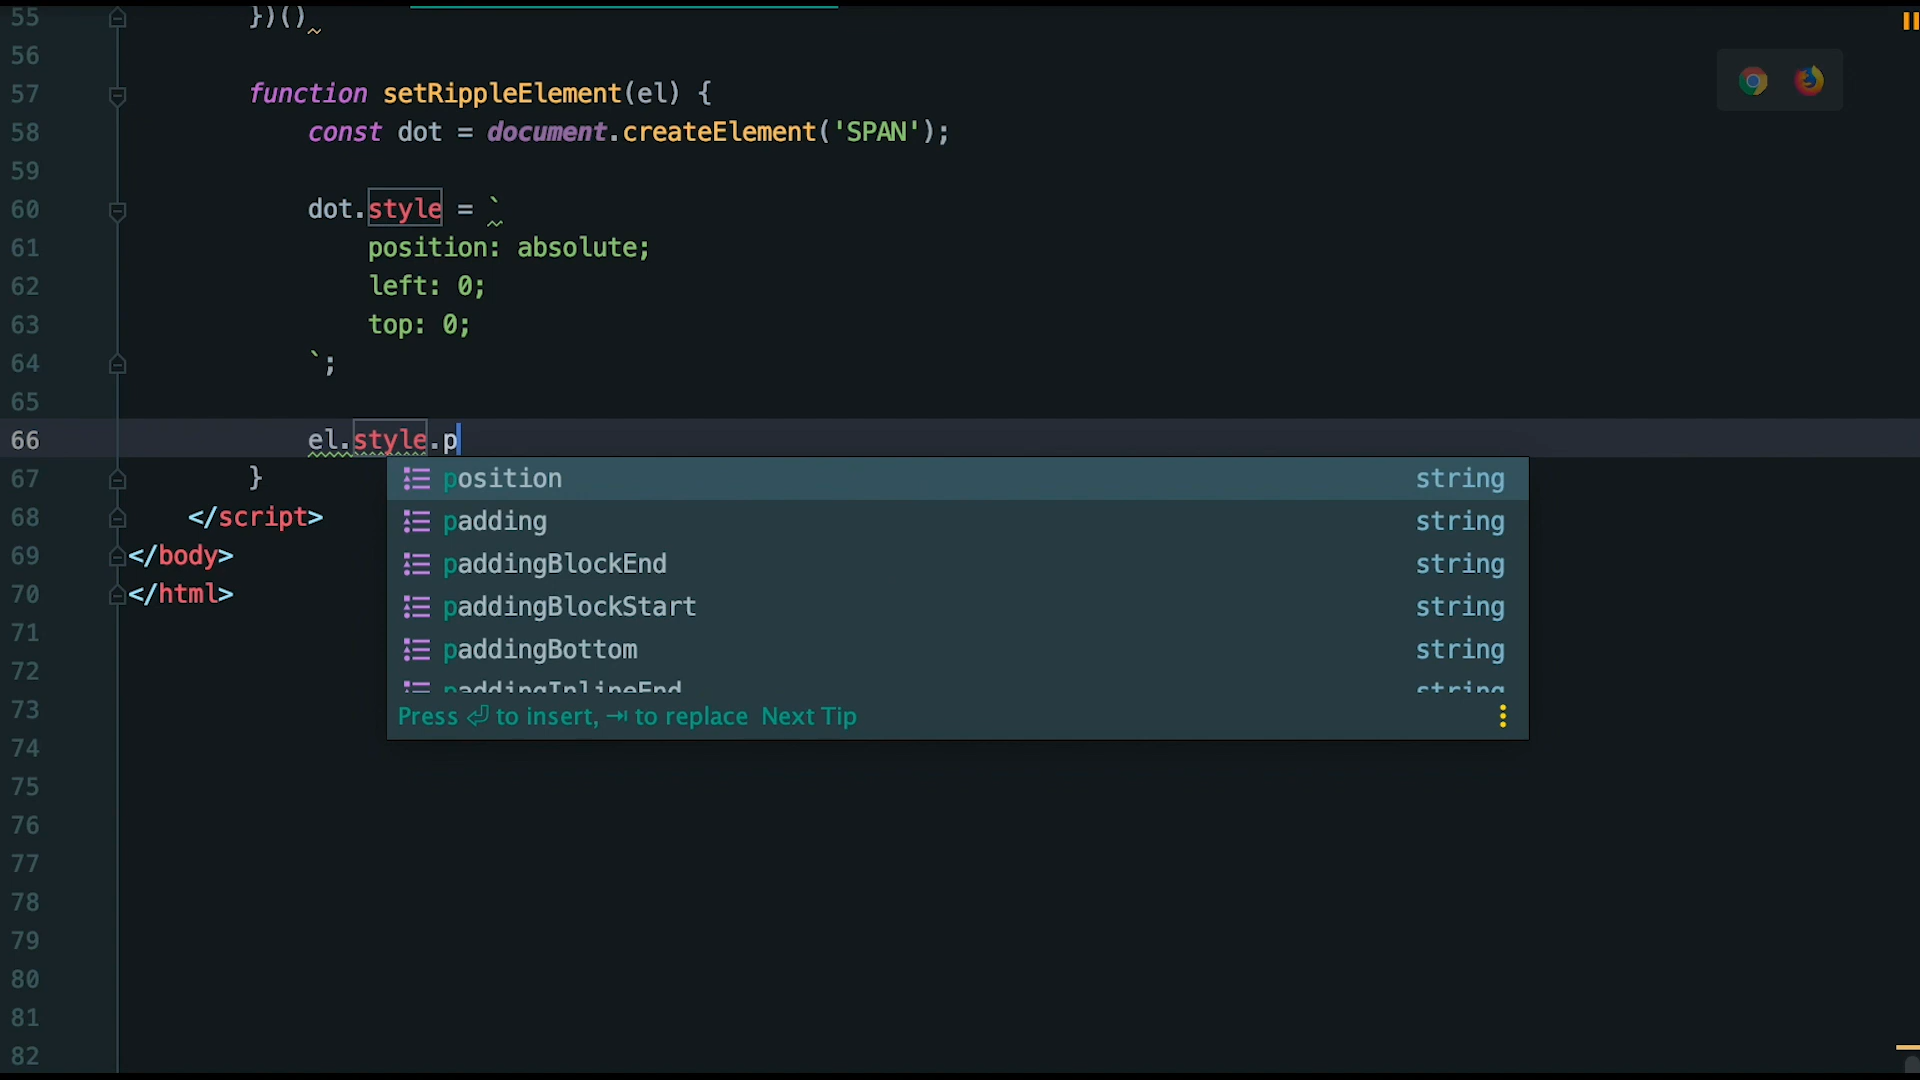 55 })()
56
57 function setRippleElement(el) {
58 const dot = document.createElement('SPAN');
59
60 dot.style = `
61 position: absolute;
62 left: 0;
63 top: 0;
64 `;
65
66 el.style.p
67 }
position string
68 </script>
padding string
69 </body>
paddingBlockEnd string
70 </html>
paddingBlockStart string
71
72
paddingBottom string
paddingInlineEnd string
73
Press ⏎ to insert, ⇥ to replace Next Tip
74
75
76
77
78
79
80
81
82